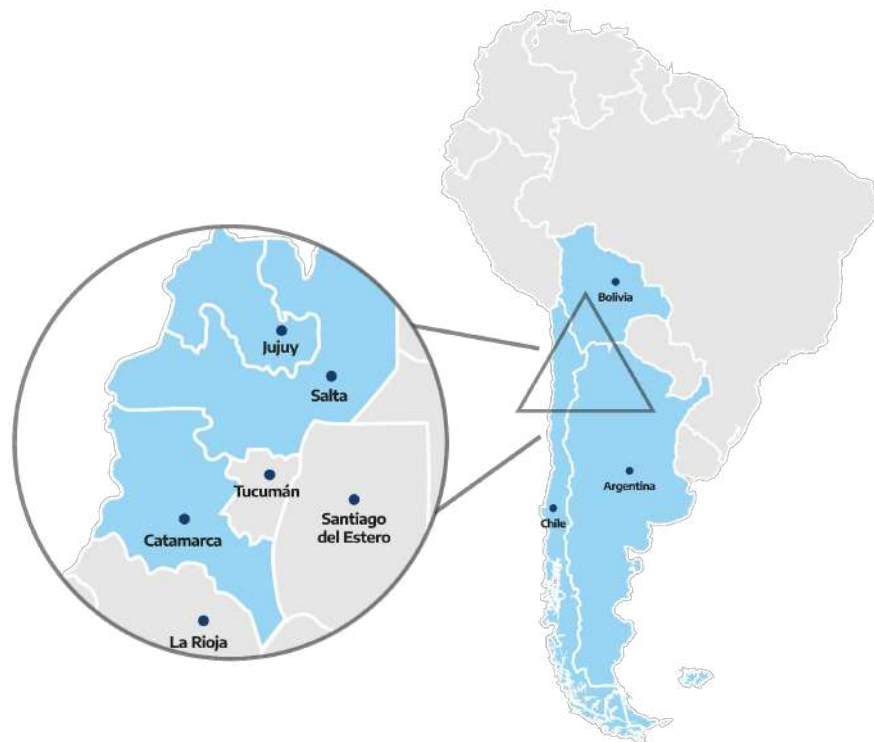 Bolivia
Jujuy
Salta
Tucumán
Argentina
Santiago
del Estero
Chile
Catamarca
La Rioja